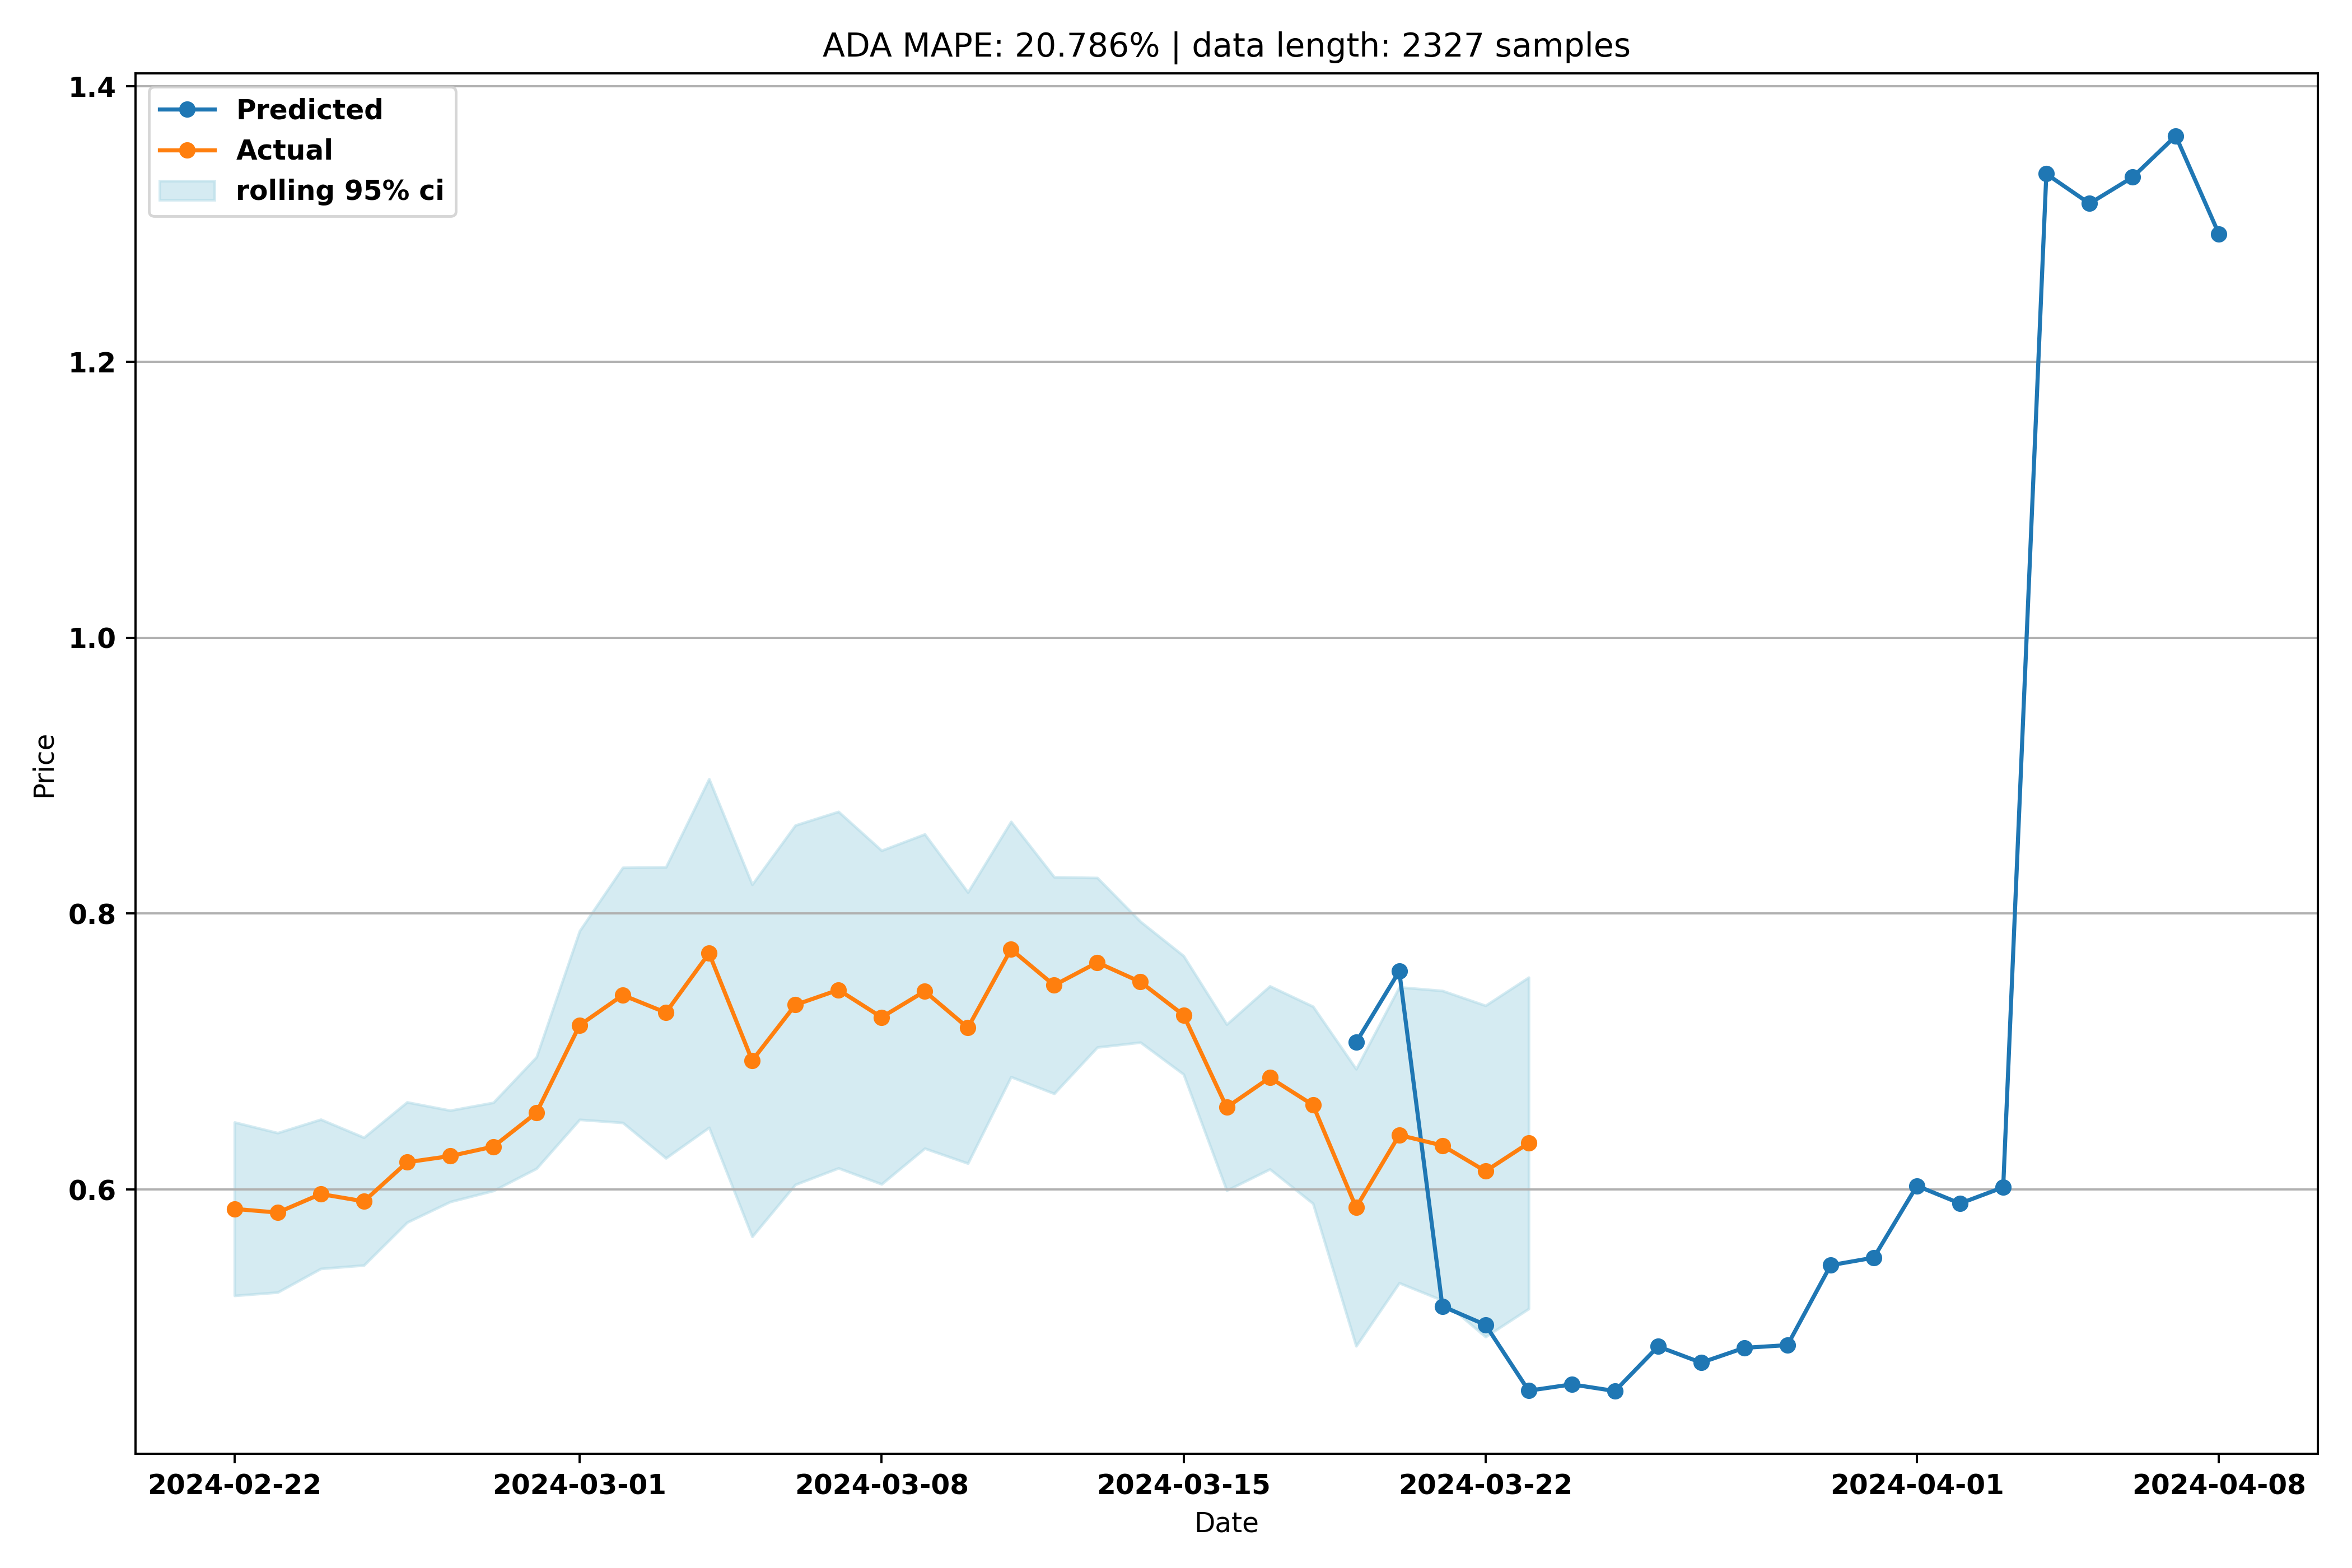 ADA MAPE: 20.786% | data length: 2327 samples
Predicted
Actual
rolling 95% ci
1.4
1.2
1.0
0.8
0.6
Price
2024-02-22
2024-03-01
2024-03-08
2024-03-15
2024-03-22
2024-04-01
2024-04-08
Date